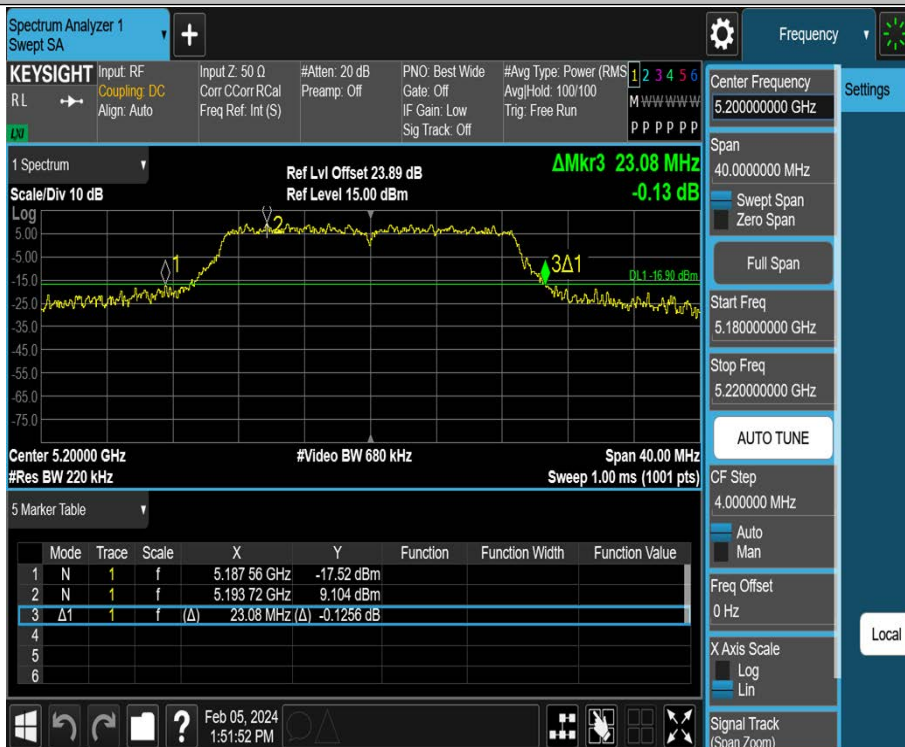 Spectrum Analyzer 1
Swept SA
+
Frequency
KEYSIGHT
R L
LXI
Input: RF
Coupling: DC
Align: Auto
Input Z: 50 Ω
Corr CCorr RCal
Freq Ref: Int (S)
#Atten: 20 dB
Preamp: Off
PNO: Best Wide
Gate: Off
IF Gain: Low
Sig Track: Off
#Avg Type: Power (RMS
Avg|Hold: 100/100
Trig: Free Run
1 2 3 4 5 6
M W W W W W
P P P P P P
1 Spectrum
Scale/Div 10 dB
Ref Lvl Offset 23.89 dB
Ref Level 15.00 dBm
ΔMkr3 23.08 MHz
-0.13 dB
Log
5.00
-5.00
-15.0
-25.0
-35.0
-45.0
-55.0
-65.0
-75.0
1
2
3Δ1
DL1 -16.90 dBm
Center 5.20000 GHz
#Video BW 680 kHz
Span 40.00 MHz
#Res BW 220 kHz
Sweep 1.00 ms (1001 pts)
5 Marker Table
Mode Trace Scale X Y Function Function Width Function Value
1 N 1 f 5.187 56 GHz -17.52 dBm
2 N 1 f 5.193 72 GHz 9.104 dBm
3 Δ1 1 f (Δ) 23.08 MHz (Δ) -0.1256 dB
4
5
6
?
Feb 05, 2024
1:51:52 PM
Center Frequency
5.200000000 GHz
Span
40.0000000 MHz
Swept Span
Zero Span
Full Span
Start Freq
5.180000000 GHz
Stop Freq
5.220000000 GHz
AUTO TUNE
CF Step
4.000000 MHz
Auto
Man
Freq Offset
0 Hz
X Axis Scale
Log
Lin
Signal Track
(Span Zoom)
Settings
Local